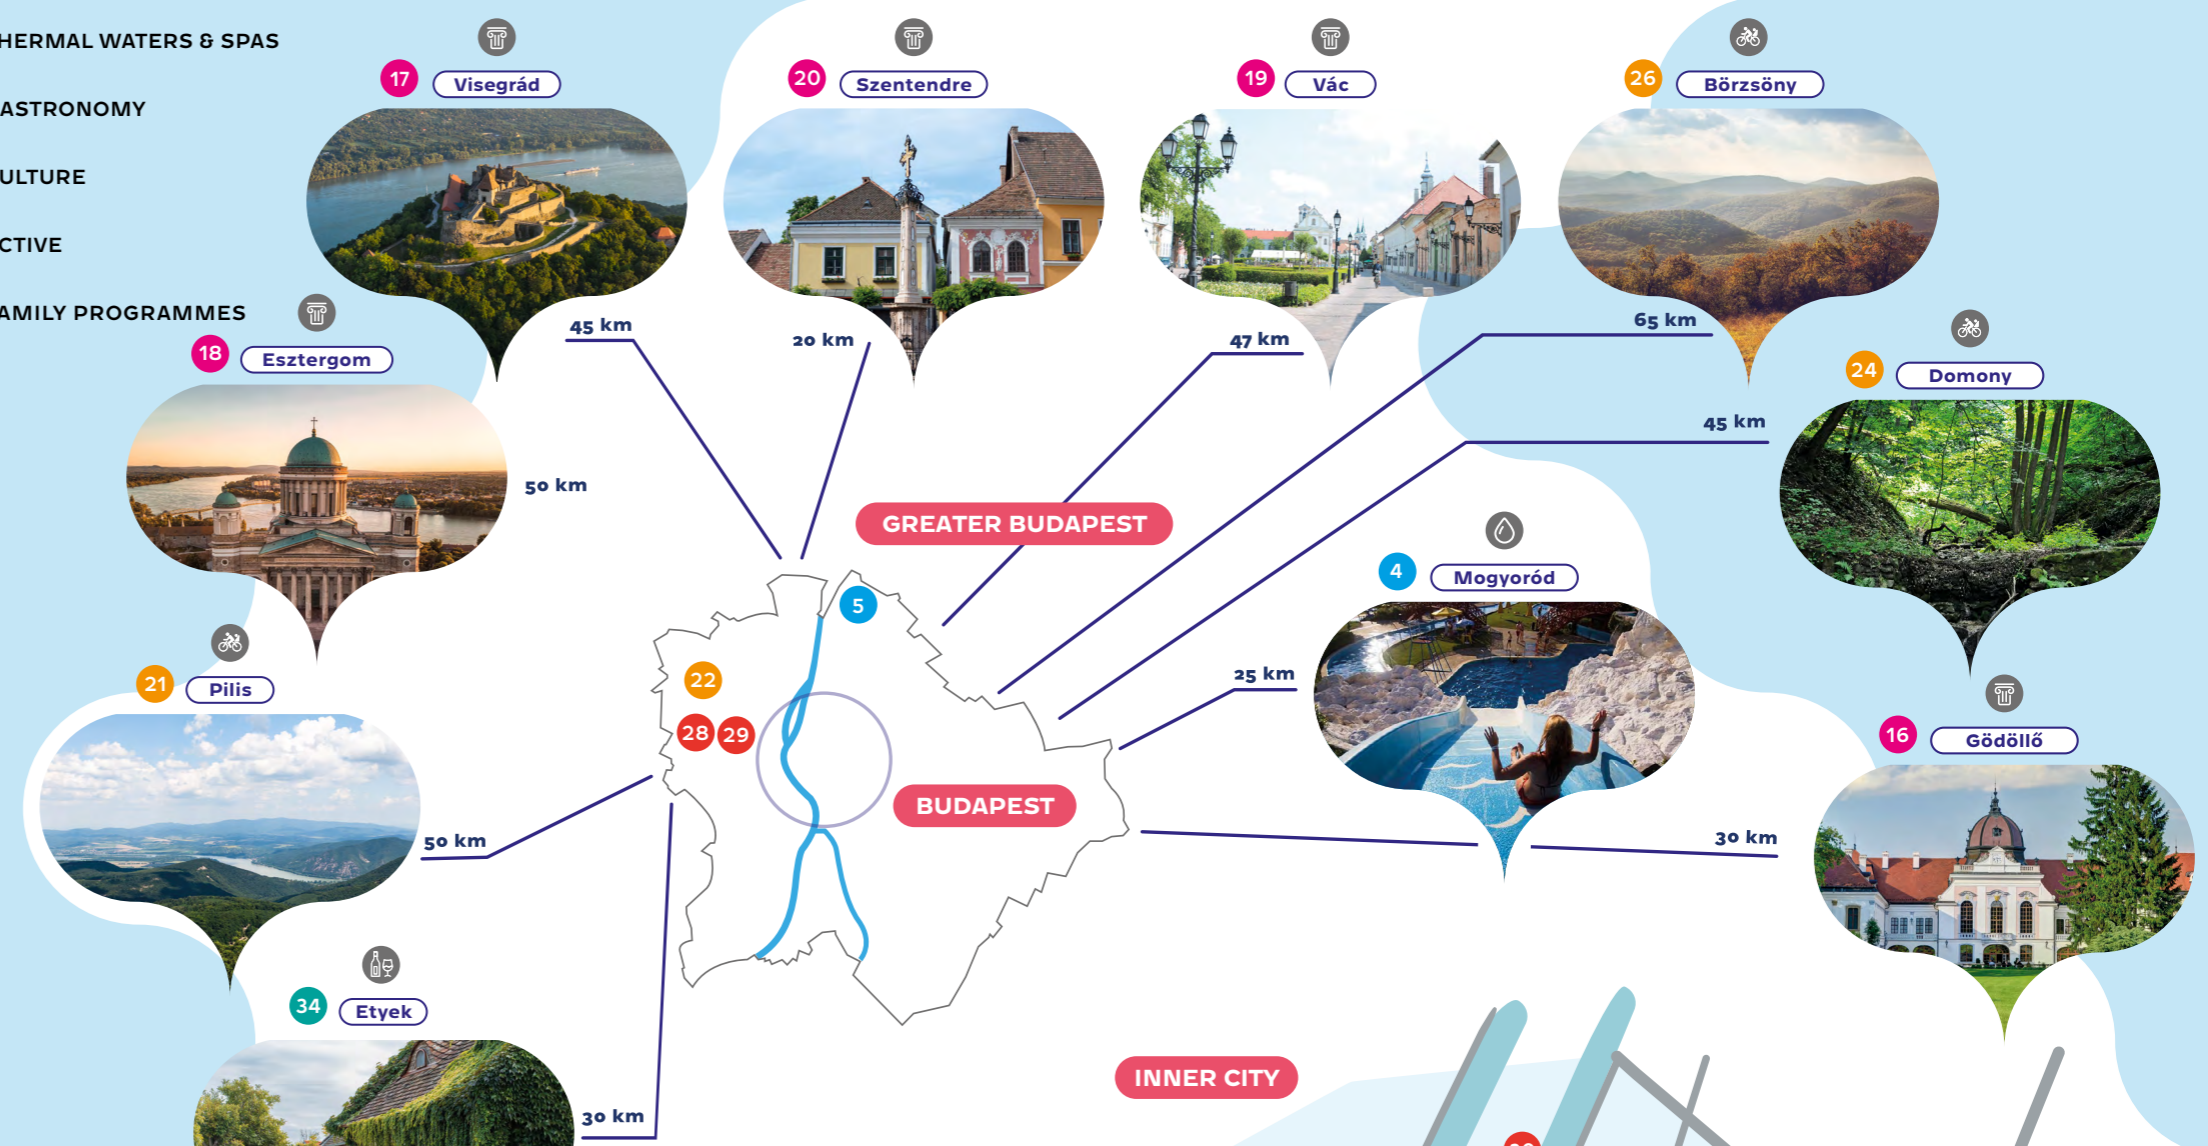 HERMAL WATERS & SPAS
ASTRONOMY
ULTURE
CTIVE
AMILY PROGRAMMES
17 Visegrád
20 Szentendre
19 Vác
26 Börzsöny
45 km
20 km
47 km
65 km
18 Esztergom
50 km
24 Domony
45 km
GREATER BUDAPEST
4 Mogyoród
25 km
5
22
28 29
BUDAPEST
21 Pilis
50 km
16 Gödöllő
30 km
34 Etyek
30 km
INNER CITY